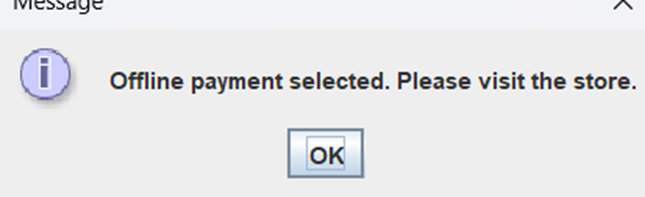 Message
Offline payment selected. Please visit the store.
OK